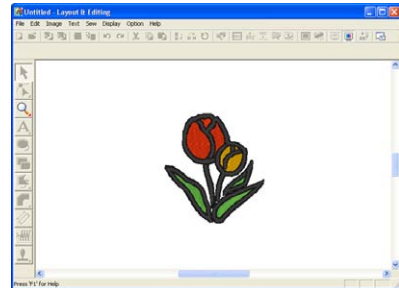 Untitled - Layout & Editing
File Edit Image Text Sew Display Option Help
Press 'F1' for Help.